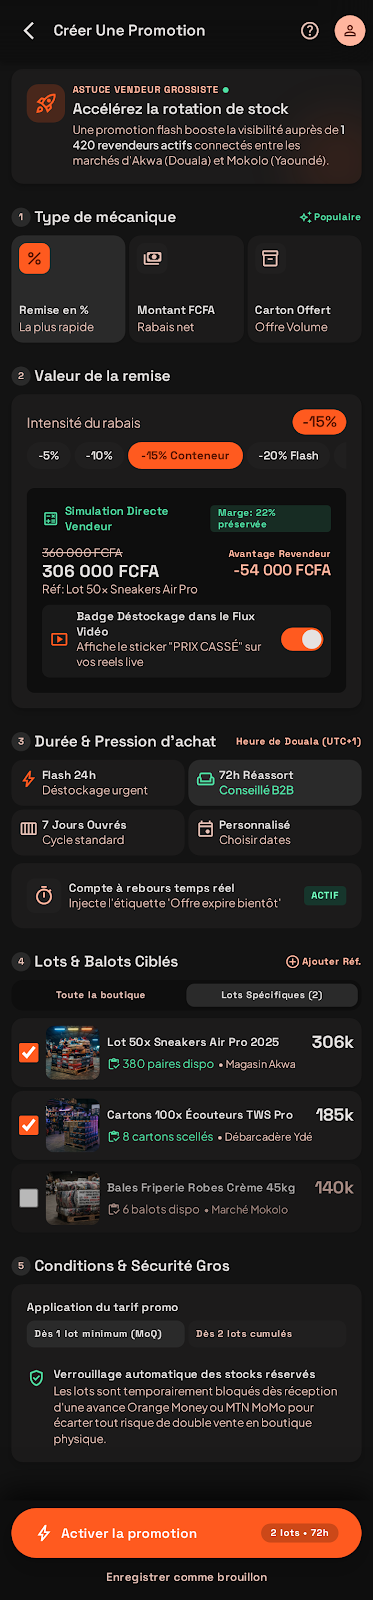 Créer Une Promotion
ASTUCE VENDEUR GROSSISTE
Accélérez la rotation de stock
Une promotion flash booste la visibilité auprès de 1
420 revendeurs actifs connectés entre les
marchés d'Akwa (Douala) et Mokolo (Yaoundé).
1 Type de mécanique
Populaire
Remise en %
La plus rapide
Montant FCFA
Rabais net
Carton Offert
Offre Volume
2 Valeur de la remise
Intensité du rabais
-15%
-5%
-10%
-15% Conteneur
-20% Flash
Simulation Directe
Vendeur
Marge: 22%
préservée
360 000 FCFA
306 000 FCFA
Réf: Lot 50x Sneakers Air Pro
Avantage Revendeur
-54 000 FCFA
Badge Déstockage dans le Flux
Vidéo
Affiche le sticker "PRIX CASSÉ" sur
vos reels live
3 Durée & Pression d'achat
Heure de Douala (UTC+1)
Flash 24h
Déstockage urgent
72h Réassort
Conseillé B2B
7 Jours Ouvrés
Cycle standard
Personnalisé
Choisir dates
Compte à rebours temps réel
Injecte l'étiquette 'Offre expire bientôt'
ACTIF
4 Lots & Balots Ciblés
Ajouter Réf.
Toute la boutique
Lots Spécifiques (2)
Lot 50x Sneakers Air Pro 2025
306k
380 paires dispo • Magasin Akwa
Cartons 100x Écouteurs TWS Pro
185k
8 cartons scellés • Débarcadère Ydé
Bales Friperie Robes Crème 45kg
140k
6 balots dispo • Marché Mokolo
5 Conditions & Sécurité Gros
Application du tarif promo
Dès 1 lot minimum (MoQ)
Dès 2 lots cumulés
Verrouillage automatique des stocks réservés
Les lots sont temporairement bloqués dès réception
d'une avance Orange Money ou MTN MoMo pour
écarter tout risque de double vente en boutique
physique.
Activer la promotion
2 lots • 72h
Enregistrer comme brouillon